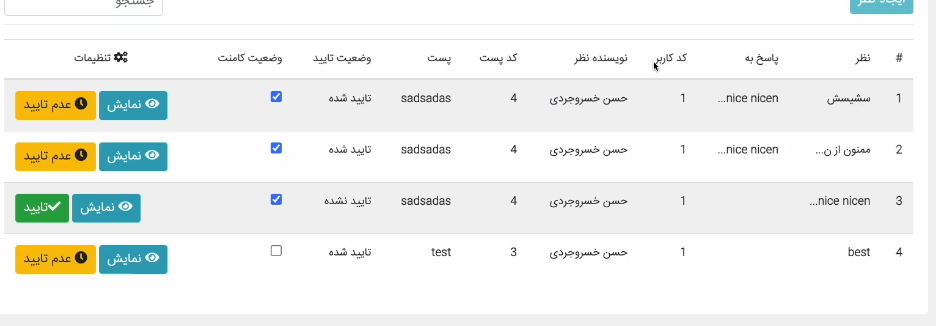 ایجاد نظر جستجو
# نظر پاسخ به کد کاربر نویسنده نظر کد پست پست وضعیت تایید وضعیت کامنت تنظیمات
1 سشیسش nice nicen... 1 حسن خسروجردی 4 sadsadas تایید شده نمایش عدم تایید
2 ممنون از ن... nice nicen... 1 حسن خسروجردی 4 sadsadas تایید شده نمایش عدم تایید
3 nice nicen... 1 حسن خسروجردی 4 sadsadas تایید نشده نمایش تایید
4 best 1 حسن خسروجردی 3 test تایید شده نمایش عدم تایید